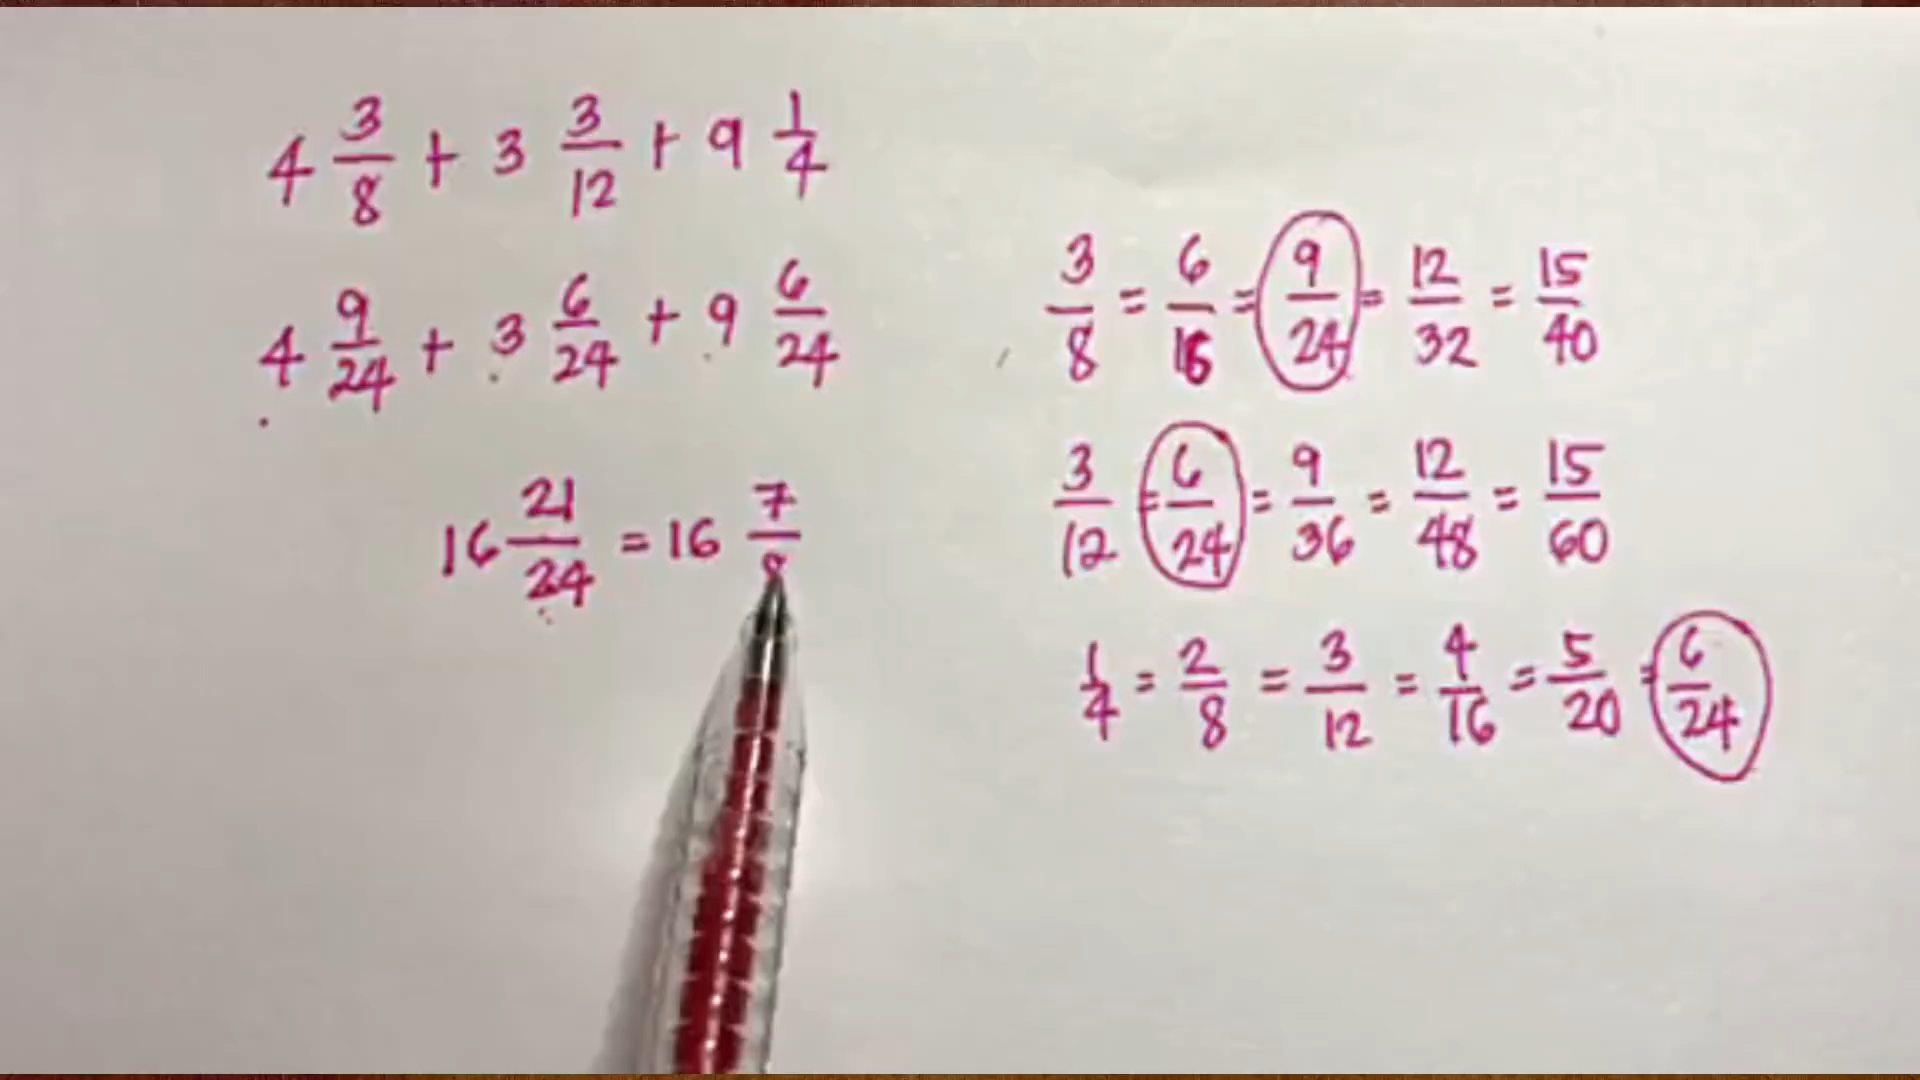 4 3/8 + 3 3/12 + 9 1/4
4 9/24 + 3 6/24 + 9 6/24
16 21/24 = 16 7/8
3/8 = 6/16 = 9/24 = 12/32 = 15/40
3/12 = 6/24 = 9/36 = 12/48 = 15/60
1/4 = 2/8 = 3/12 = 4/16 = 5/20 = 6/24